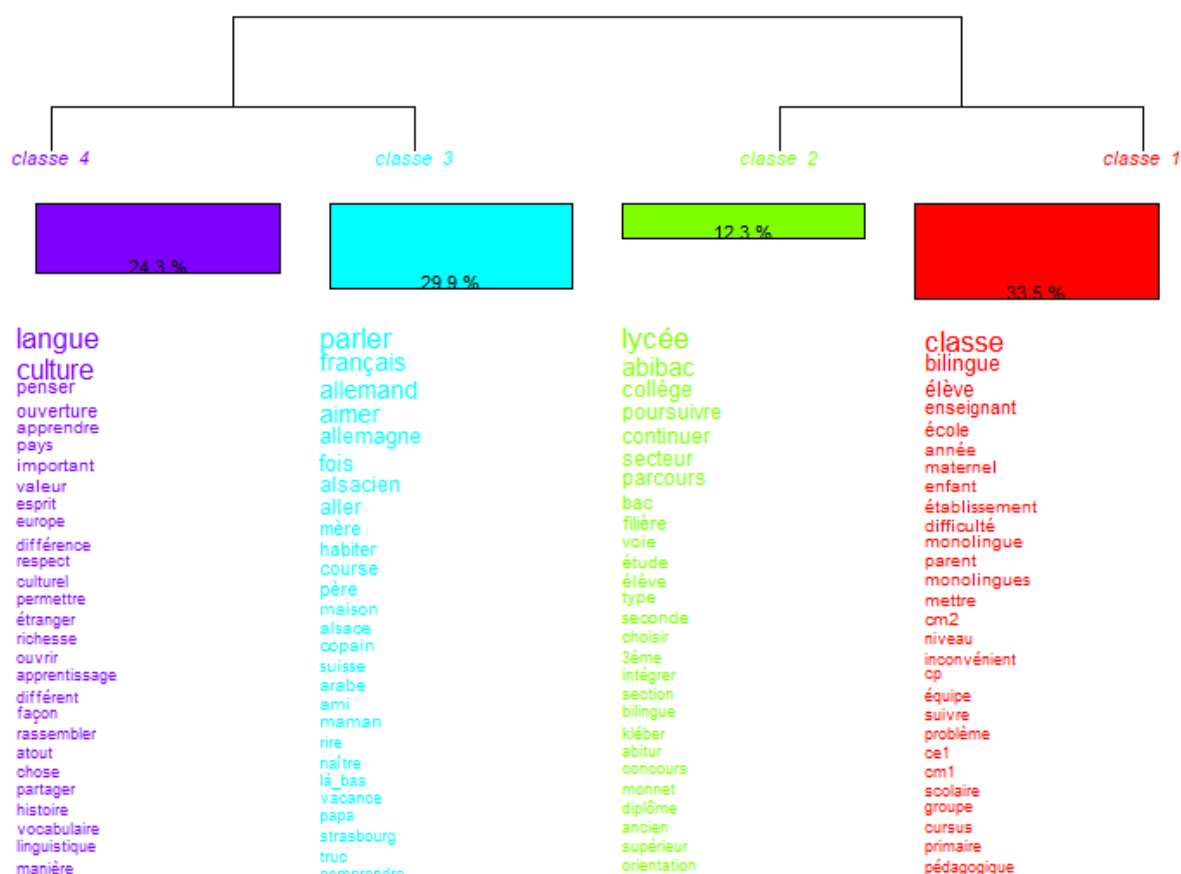 classe 4
classe 3
classe 2
classe 1
24.3 %
29.9 %
12.3 %
33.5 %
langue
culture
penser
ouverture
apprendre
pays
important
valeur
esprit
europe
différence
respect
culturel
permettre
étranger
richesse
ouvrir
apprentissage
différent
façon
rassembler
atout
chose
partager
histoire
vocabulaire
linguistique
manière
parler
français
allemand
aimer
allemagne
fois
alsacien
aller
mère
habiter
course
père
maison
alsace
copain
suisse
arabe
ami
maman
rire
naître
là_bas
vacance
papa
strasbourg
truc
comprendre
lycée
abibac
collège
poursuivre
continuer
secteur
parcours
bac
filière
voie
étude
élève
type
seconde
choisir
3ème
intégrer
section
bilingue
kléber
abitur
concours
monnet
diplôme
ancien
supérieur
orientation
classe
bilingue
élève
enseignant
école
année
maternel
enfant
établissement
difficulté
monolingue
parent
monolingues
mettre
cm2
niveau
inconvénient
cp
équipe
suivre
problème
ce1
cm1
scolaire
groupe
cursus
primaire
pédagogique